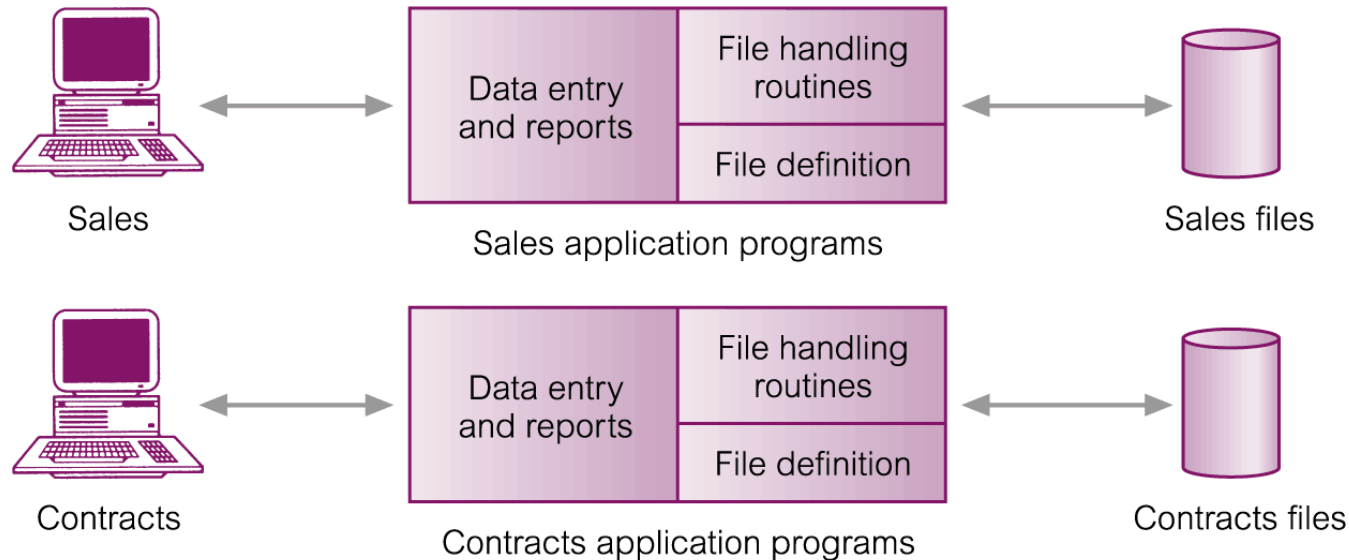 Sales
Data entry
and reports
File handling
routines
File definition
Sales application programs
Sales files
Contracts
Data entry
and reports
File handling
routines
File definition
Contracts application programs
Contracts files